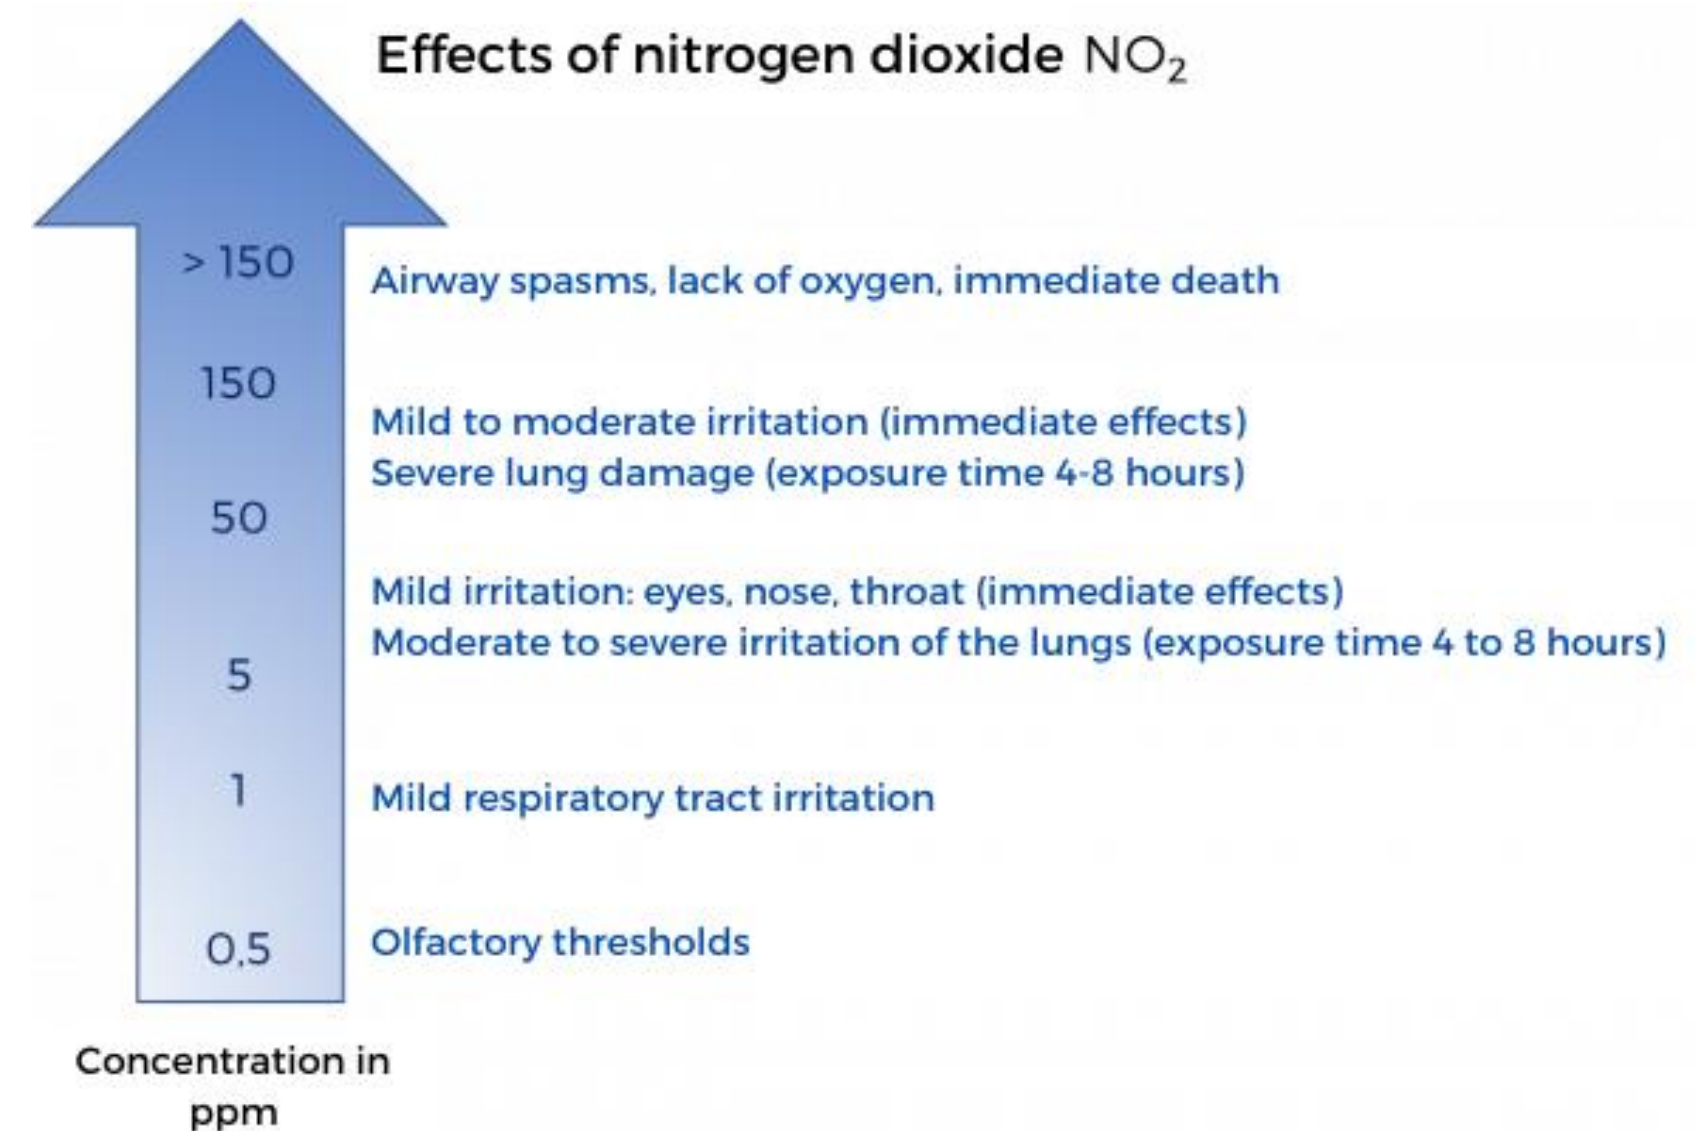 Effects of nitrogen dioxide NO₂
> 150
Airway spasms, lack of oxygen, immediate death
150
Mild to moderate irritation (immediate effects)
Severe lung damage (exposure time 4-8 hours)
50
Mild irritation: eyes, nose, throat (immediate effects)
Moderate to severe irritation of the lungs (exposure time 4 to 8 hours)
5
1
Mild respiratory tract irritation
0,5
Olfactory thresholds
Concentration in
ppm